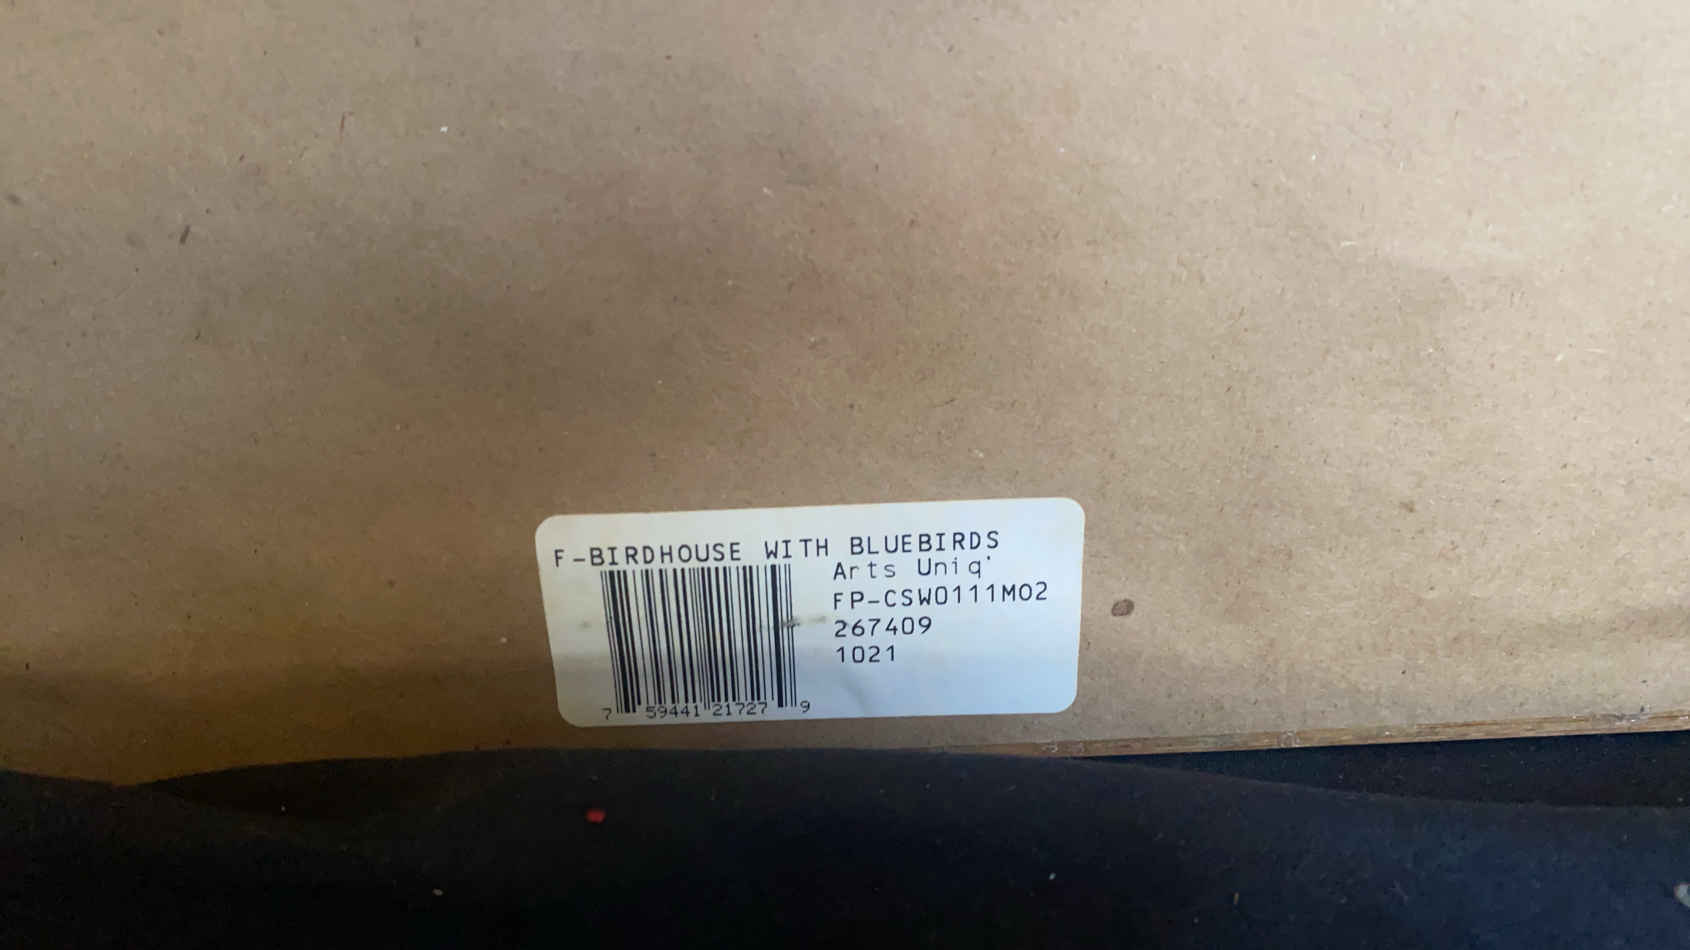 F-BIRDHOUSE WITH BLUEBIRDS
Arts Uniq'
FP-CSW0111M02
267409
1021
7 59441 21727 9